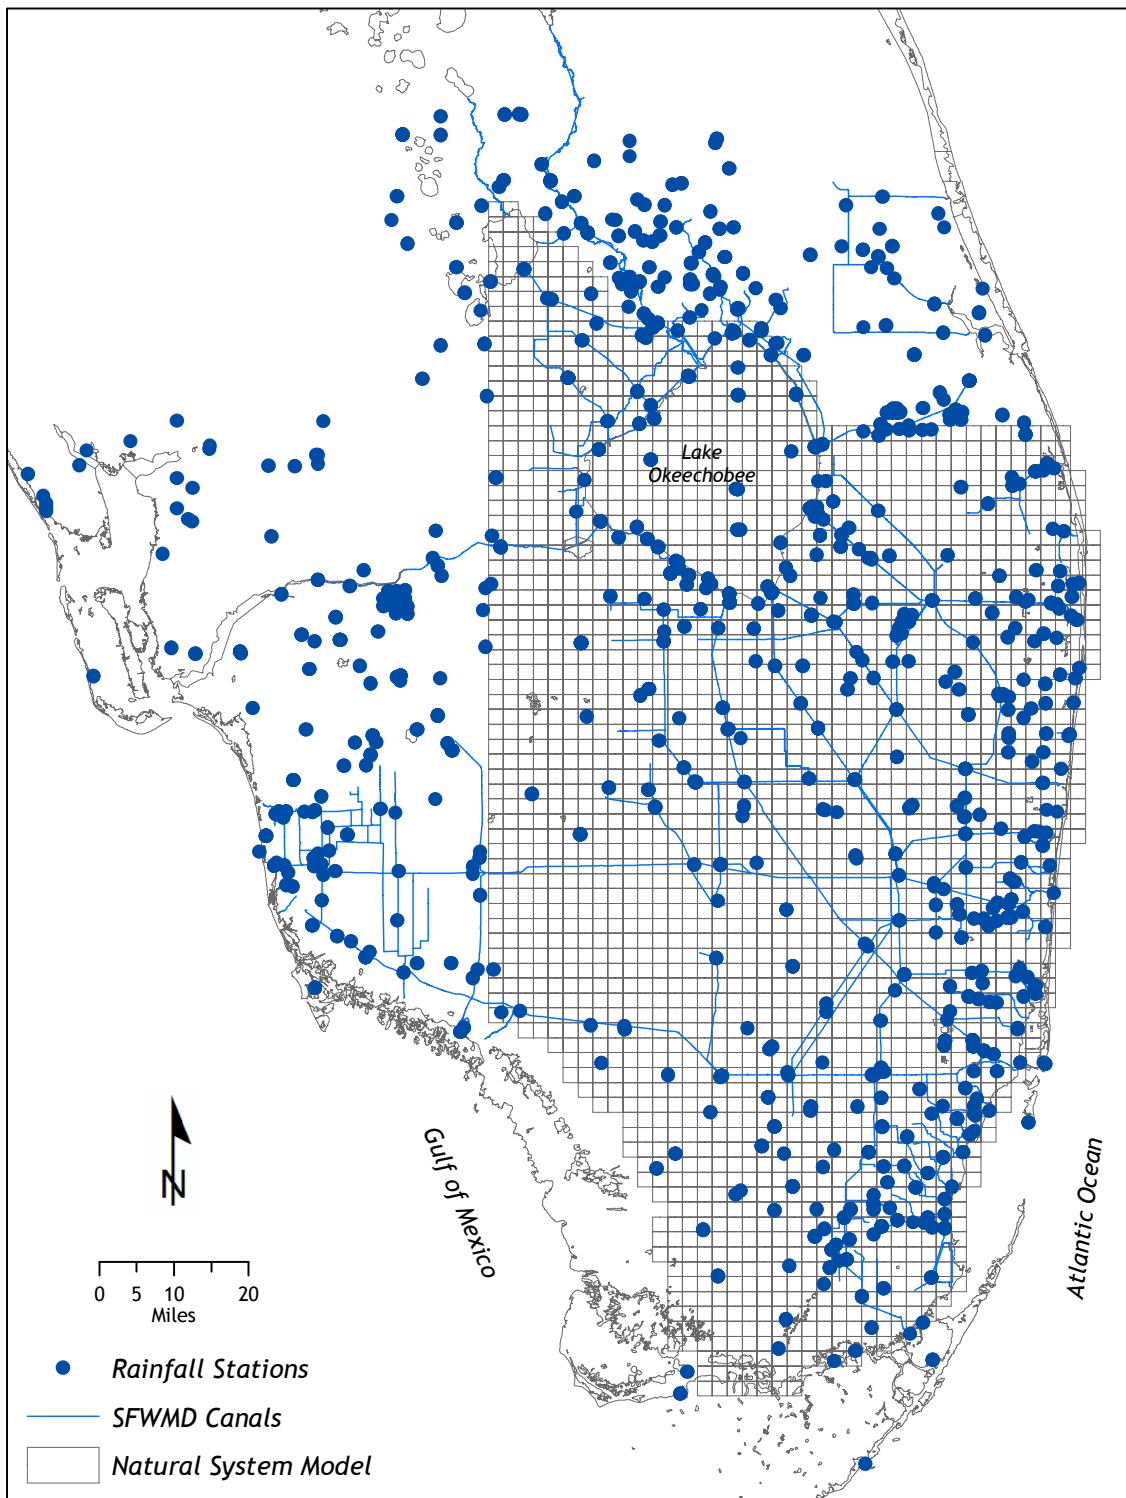 Lake
Okeechobee
Gulf of Mexico
Atlantic Ocean
N
0 5 10 20
Miles
Rainfall Stations
SFWMD Canals
Natural System Model